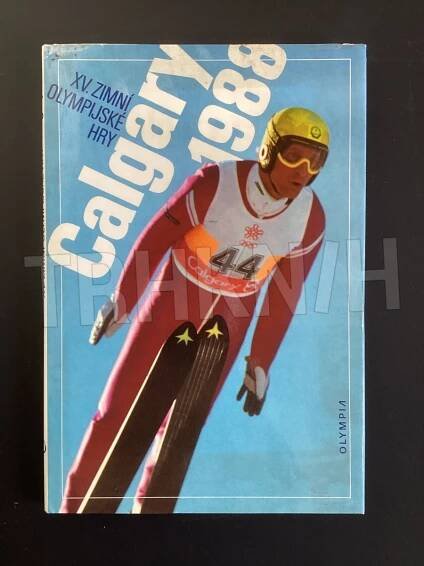 XV. ZIMNÍ
OLYMPIJSKÉ
HRY
Calgary
1988
44
Calgary
OLYMPIA
TRHKNIH